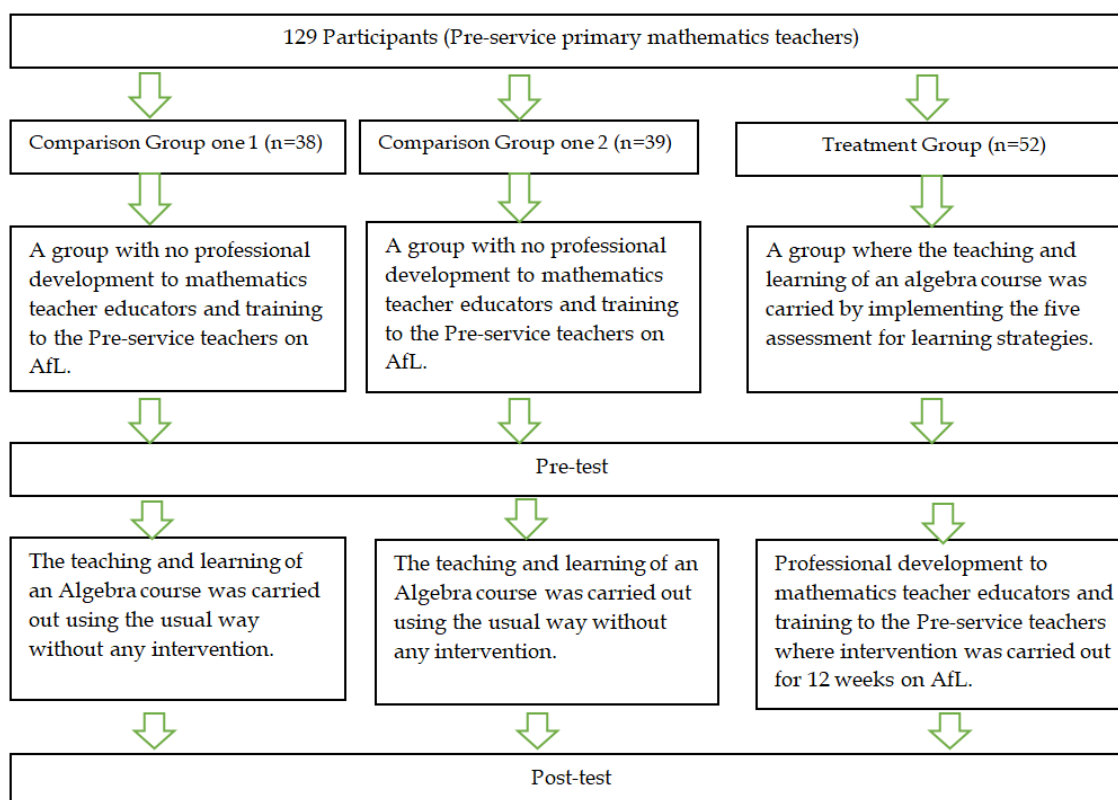 129 Participants (Pre-service primary mathematics teachers)
Comparison Group one 1 (n=38)
Comparison Group one 2 (n=39)
Treatment Group (n=52)
A group with no professional
development to mathematics
teacher educators and training
to the Pre-service teachers on
AfL.
A group with no professional
development to mathematics
teacher educators and training
to the Pre-service teachers on
AfL.
A group where the teaching and
learning of an algebra course was
carried by implementing the five
assessment for learning strategies.
Pre-test
The teaching and learning of
an Algebra course was carried
out using the usual way
without any intervention.
The teaching and learning of an
Algebra course was carried out
using the usual way without
any intervention.
Professional development to
mathematics teacher educators and
training to the Pre-service teachers
where intervention was carried out
for 12 weeks on AfL.
Post-test